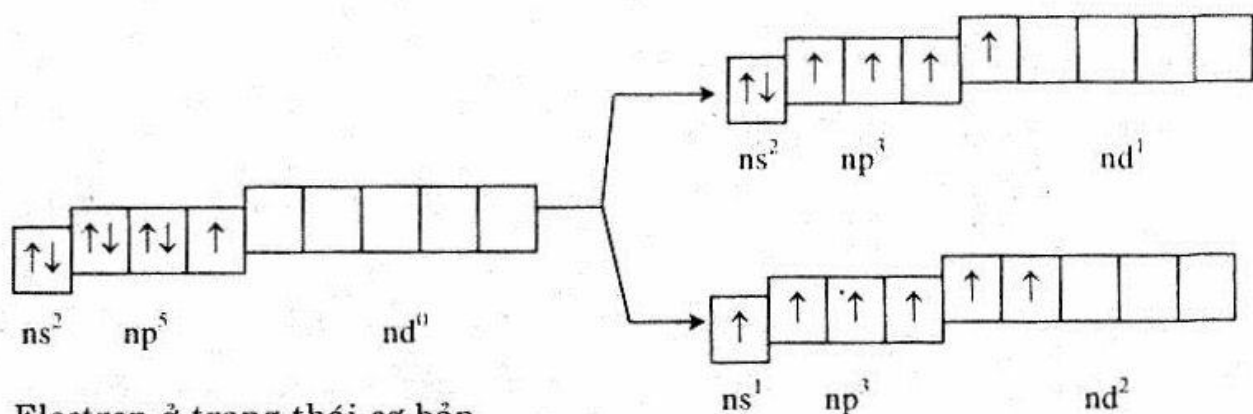 ↑↓ ↑ ↑ ↑ ↑
ns² np³ nd¹
↑↓ ↑↓ ↑↓ ↑
ns² np⁵ nd⁰
↑ ↑ ↑ ↑ ↑ ↑
ns¹ np³ nd²
Electron ở trạng thái cơ bản